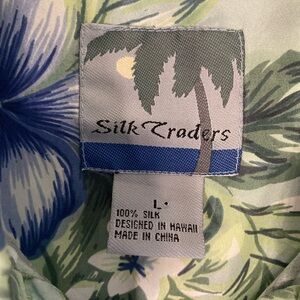 Silk Traders
L*
100% SILK
DESIGNED IN HAWAII
MADE IN CHINA